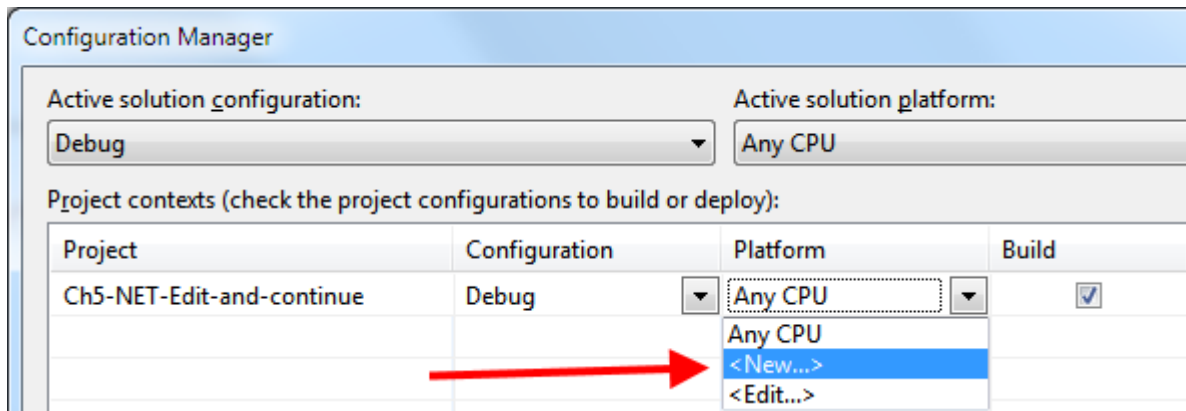 Configuration Manager
Active solution configuration: Active solution platform:
Debug Any CPU
Project contexts (check the project configurations to build or deploy):
Project Configuration Platform Build
Ch5-NET-Edit-and-continue Debug Any CPU
Any CPU
<New...>
<Edit...>